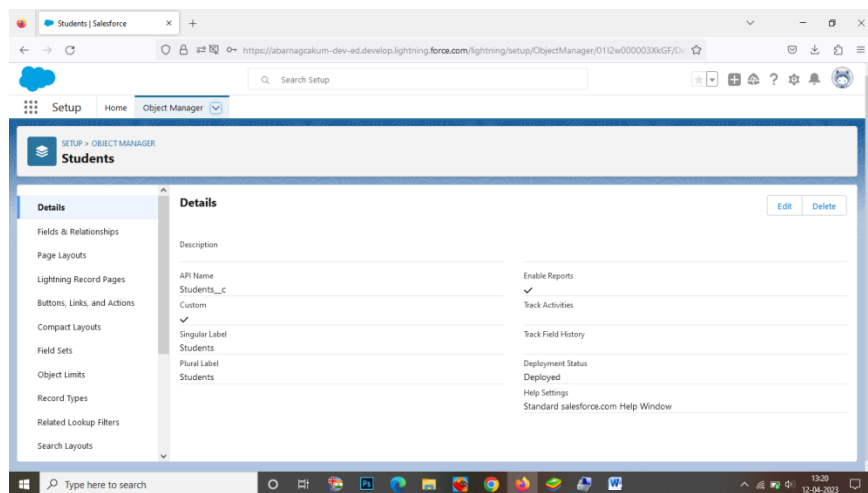 Students | Salesforce
https://abarnagcakum-dev-ed.develop.lightning.force.com/lightning/setup/ObjectManager/01I2w000003XkGF/De
Search Setup
Setup Home Object Manager
SETUP > OBJECT MANAGER
Students
Details
Fields & Relationships
Page Layouts
Lightning Record Pages
Buttons, Links, and Actions
Compact Layouts
Field Sets
Object Limits
Record Types
Related Lookup Filters
Search Layouts
Details
Edit Delete
Description
API Name
Students__c
Custom
Singular Label
Students
Plural Label
Students
Enable Reports
Track Activities
Track Field History
Deployment Status
Deployed
Help Settings
Standard salesforce.com Help Window
Type here to search
13:20
12-04-2023